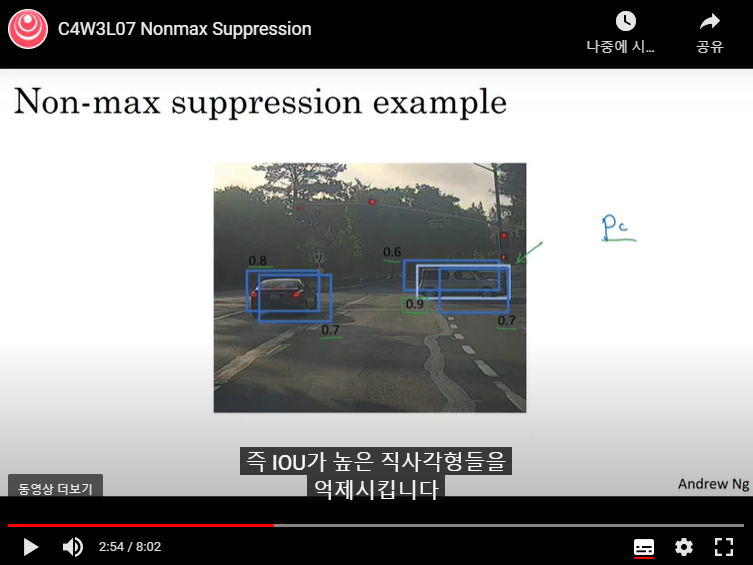 C4W3L07 Nonmax Suppression
나중에 시...
공유
Non-max suppression example
Pc
0.8
0.6
0.9
0.7
0.7
즉 IOU가 높은 직사각형들을
억제시킵니다
동영상 더보기
Andrew Ng
2:54 / 8:02